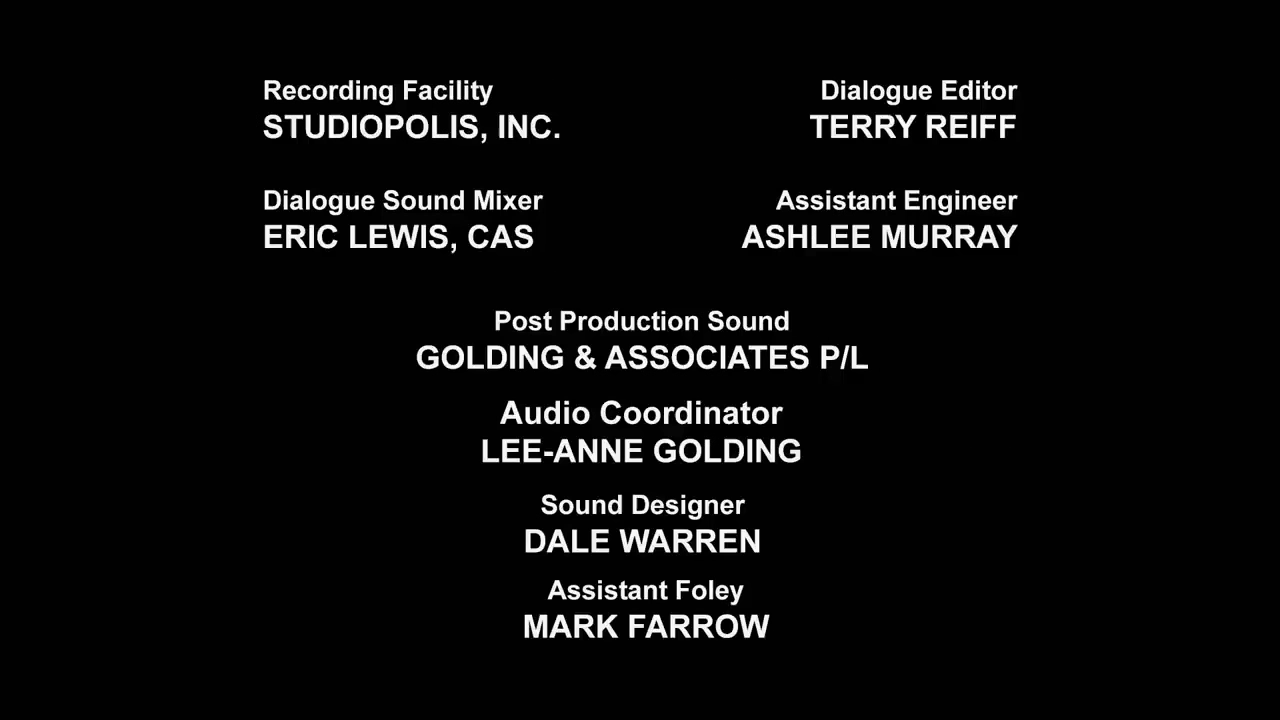 Recording Facility
STUDIOPOLIS, INC.
Dialogue Editor
TERRY REIFF
Dialogue Sound Mixer
ERIC LEWIS, CAS
Assistant Engineer
ASHLEE MURRAY
Post Production Sound
GOLDING & ASSOCIATES P/L
Audio Coordinator
LEE-ANNE GOLDING
Sound Designer
DALE WARREN
Assistant Foley
MARK FARROW